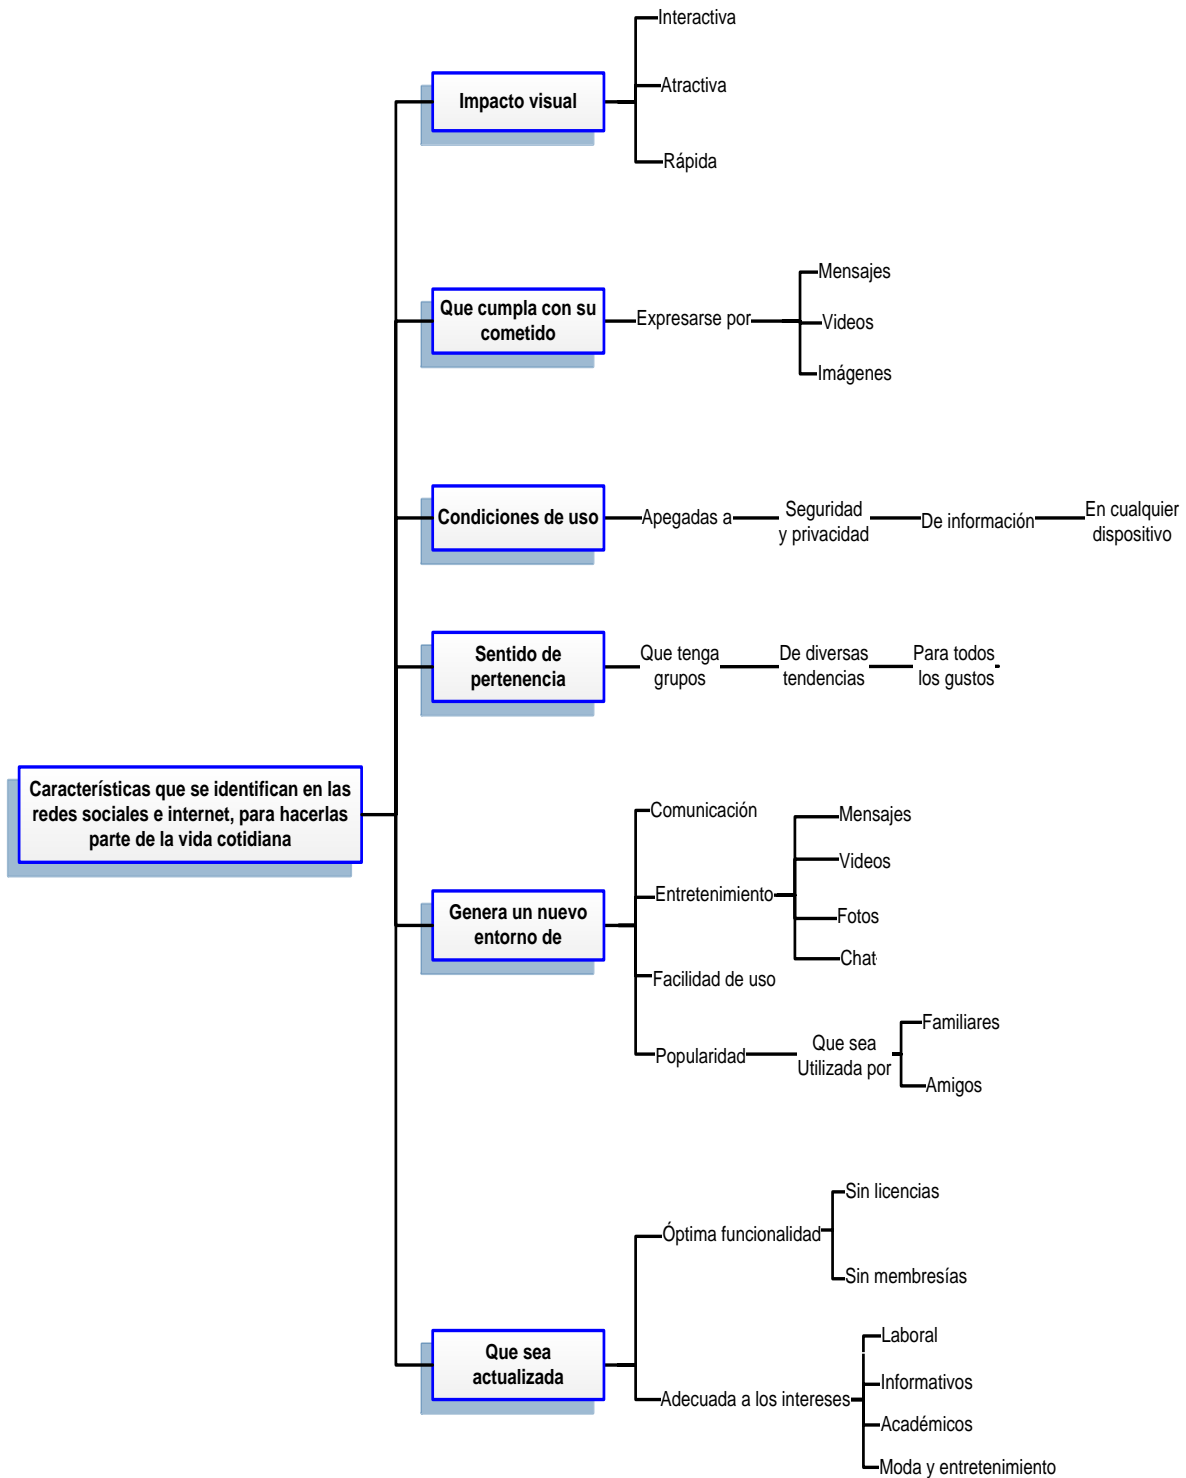 Interactiva
Impacto visual
Atractiva
Rápida
Que cumpla con su
cometido
Expresarse por
Mensajes
Videos
Imágenes
Condiciones de uso
Apegadas a
Seguridad
y privacidad
De información
En cualquier
dispositivo
Sentido de
pertenencia
Que tenga
grupos
De diversas
tendencias
Para todos
los gustos
Características que se identifican en las
redes sociales e internet, para hacerlas
parte de la vida cotidiana
Genera un nuevo
entorno de
Comunicación
Entretenimiento
Mensajes
Videos
Fotos
Chat
Facilidad de uso
Popularidad
Que sea
Utilizada por
Familiares
Amigos
Que sea
actualizada
Óptima funcionalidad
Sin licencias
Sin membresías
Adecuada a los intereses
Laboral
Informativos
Académicos
Moda y entretenimiento